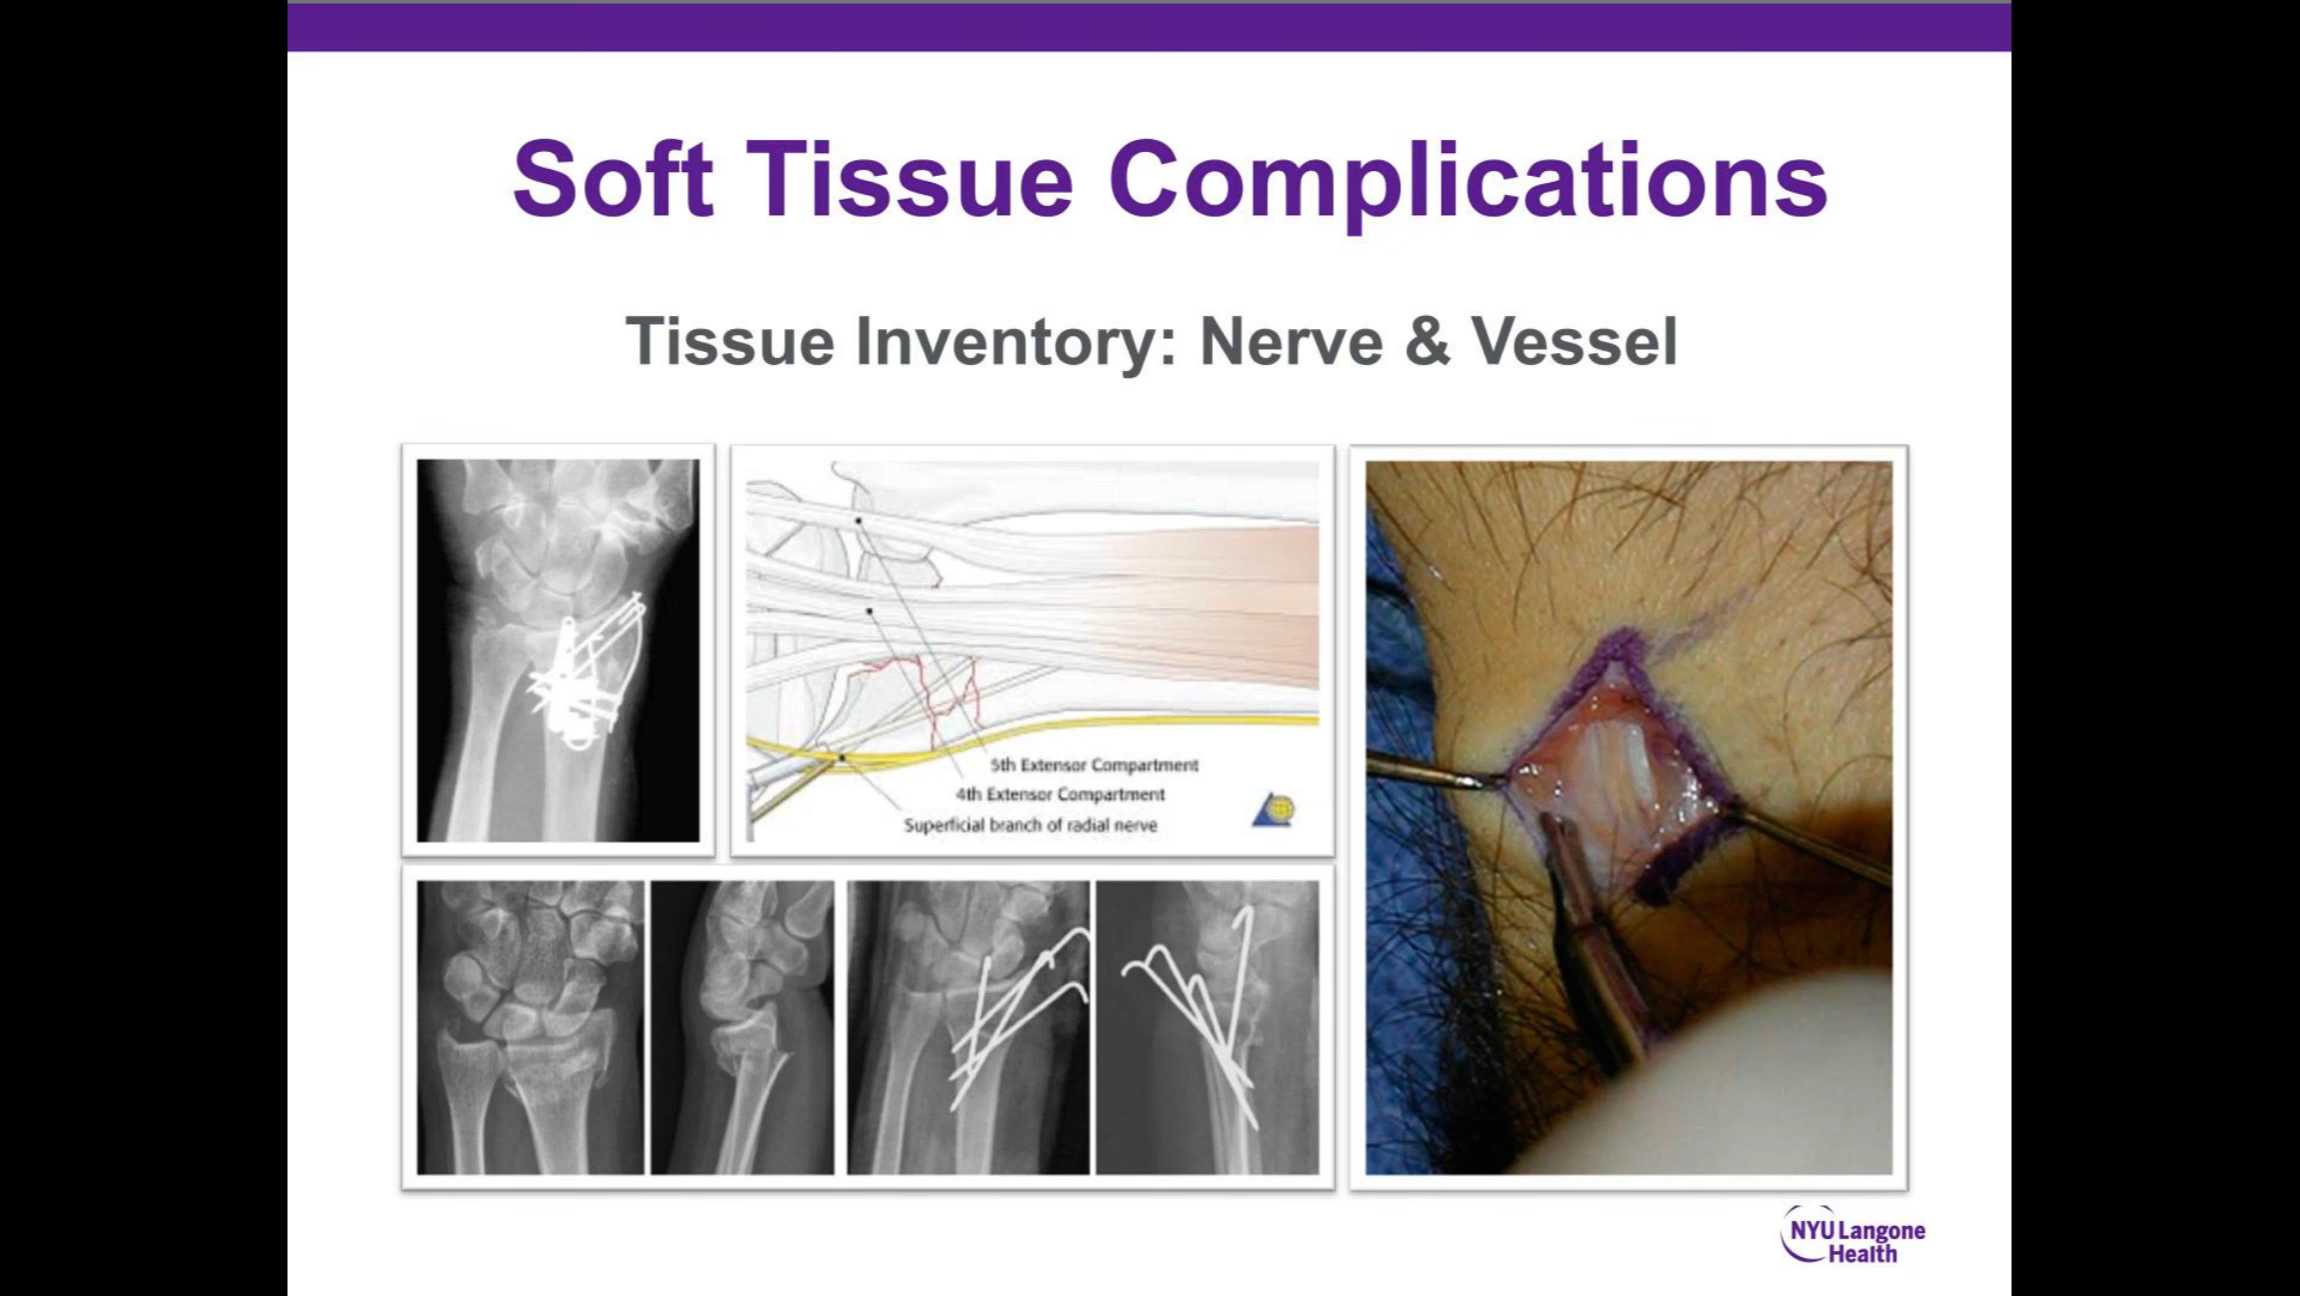 Soft Tissue Complications
Tissue Inventory: Nerve & Vessel
5th Extensor Compartment
4th Extensor Compartment
Superficial branch of radial nerve
NYU Langone
Health